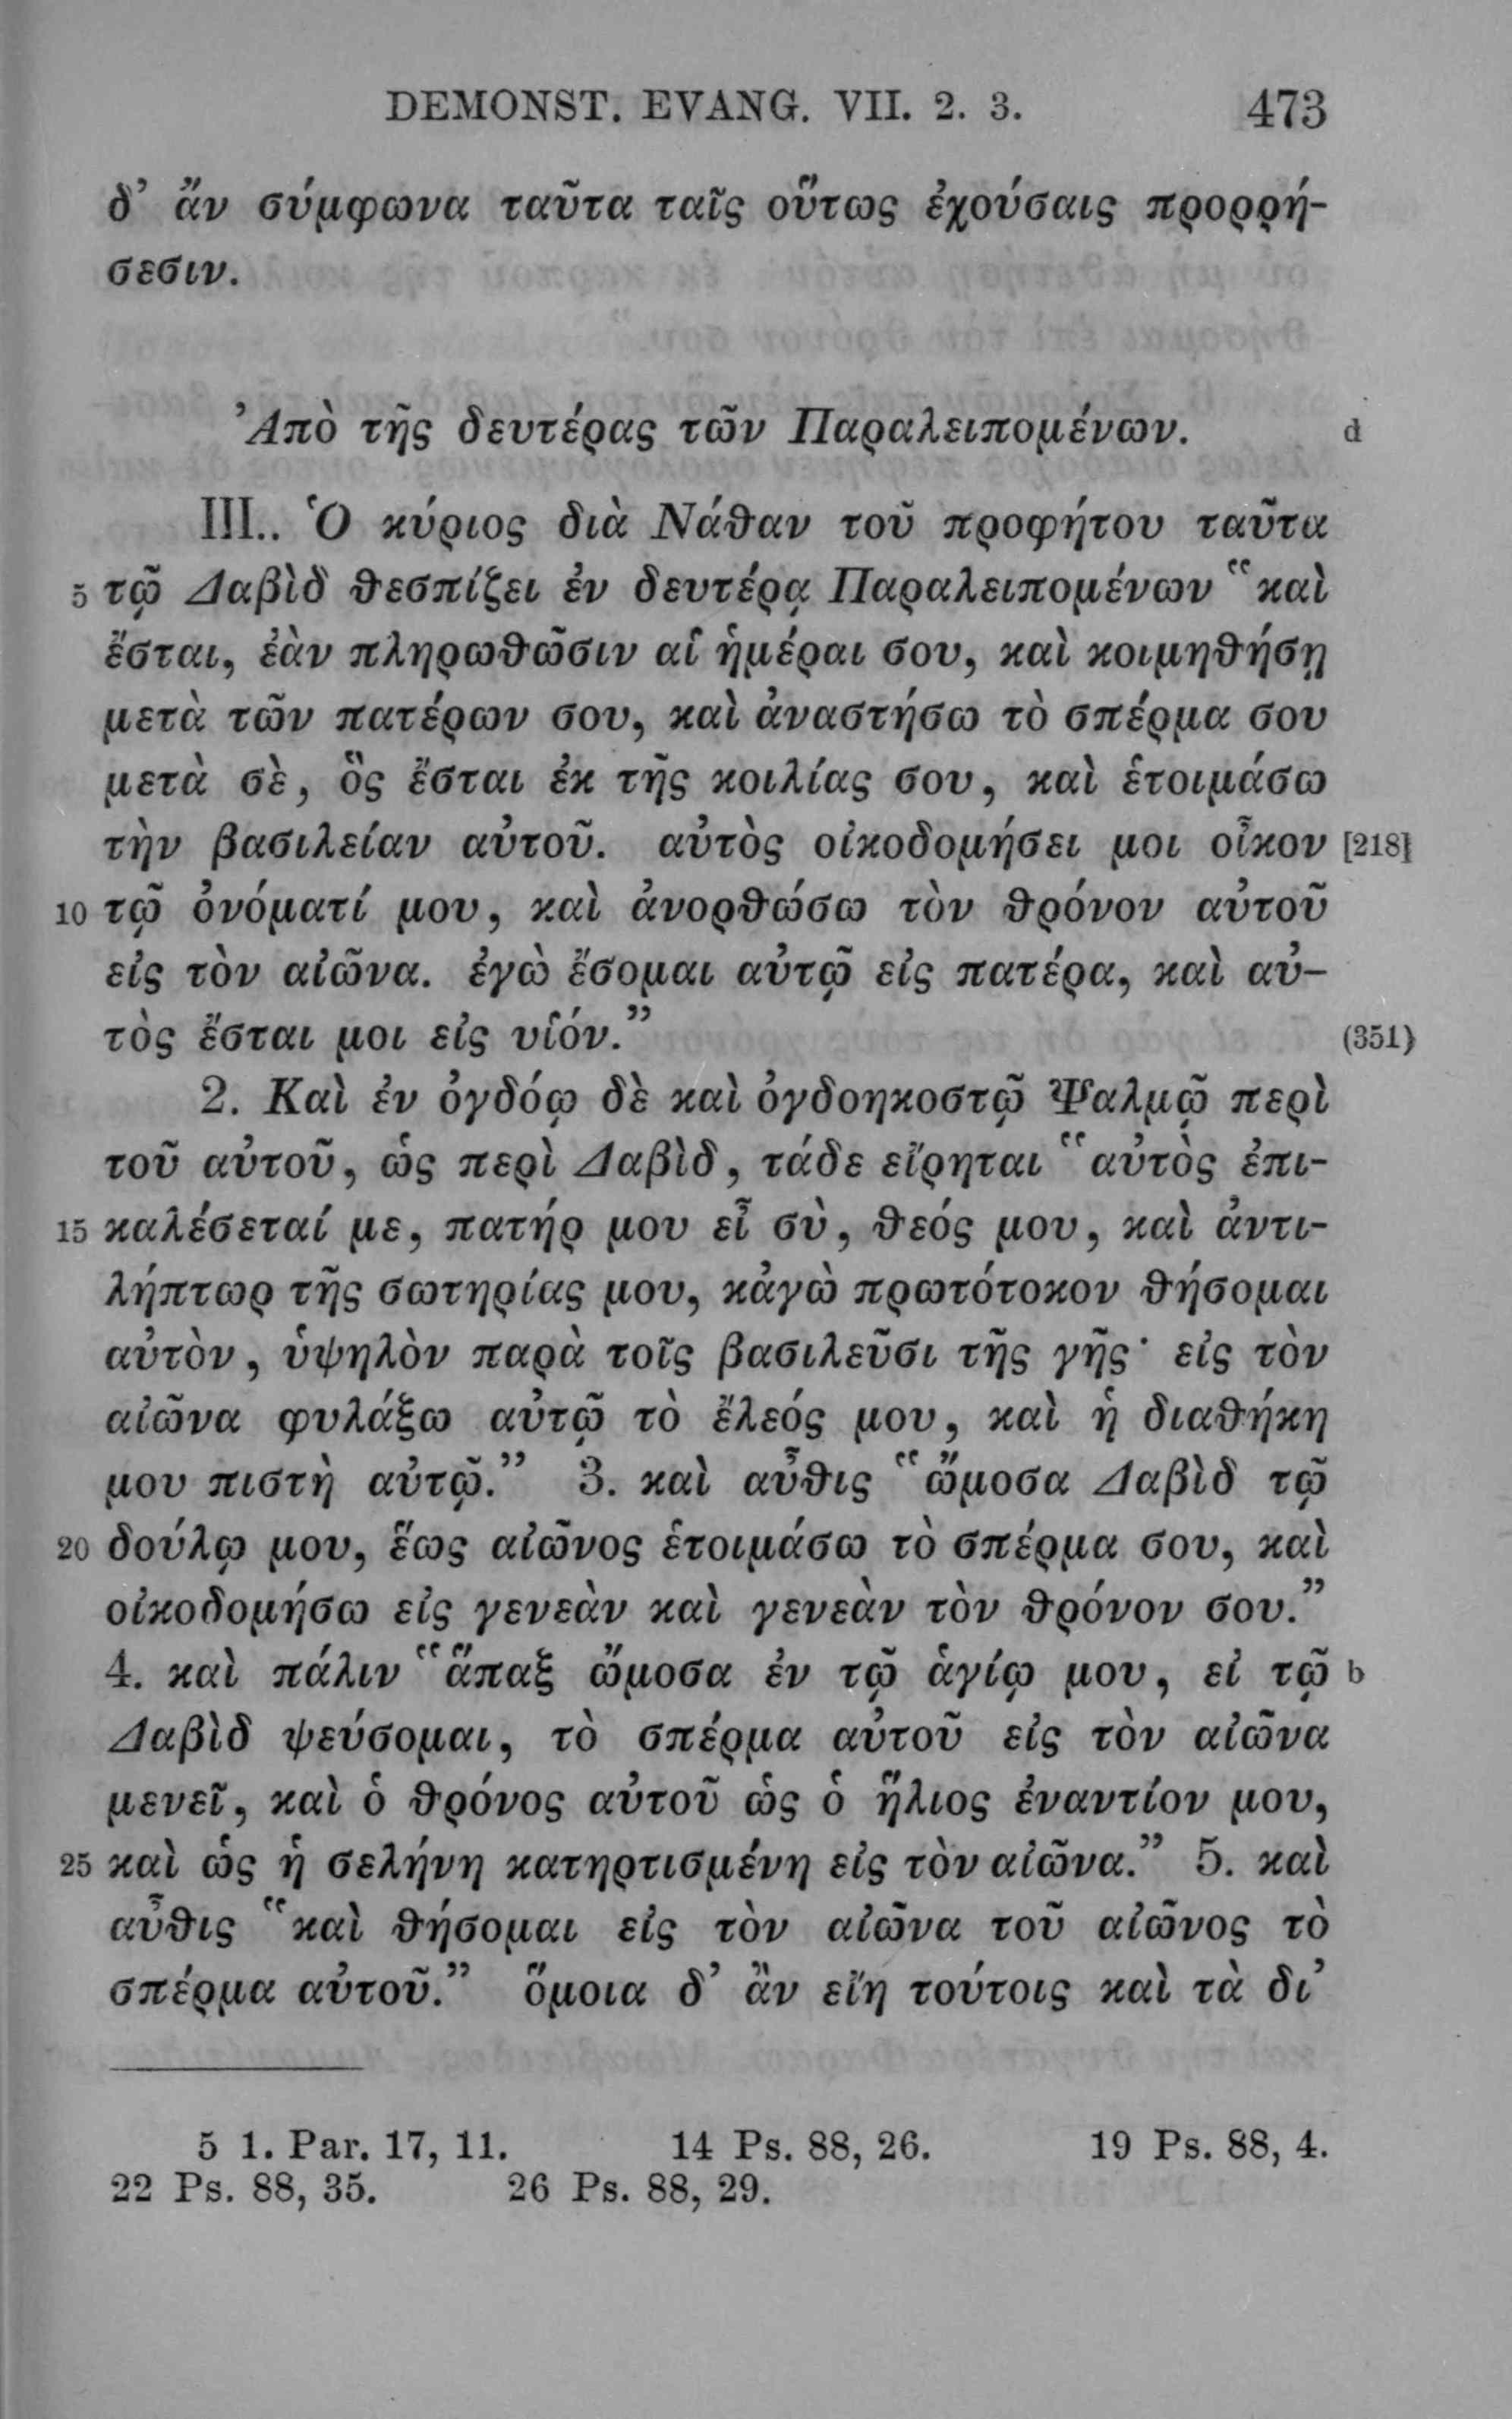 DEMONST. EVANG. VII. 2. 3. 473
δ’ ἄν σύμφωνα ταῦτα ταῖς οὕτως ἐχούσαις προρρή-
σεσιν.
Ἀπὸ τῆς δευτέρας τῶν Παραλειπομένων. d
III.. Ὁ κύριος διὰ Νάθαν τοῦ προφήτου ταῦτα
5 τῷ Δαβὶδ θεσπίζει ἐν δευτέρᾳ Παραλειπομένων “καὶ
ἔσται, ἐὰν πληρωθῶσιν αἱ ἡμέραι σου, καὶ κοιμηθήσῃ
μετὰ τῶν πατέρων σου, καὶ ἀναστήσω τὸ σπέρμα σου
μετὰ σὲ, ὃς ἔσται ἐκ τῆς κοιλίας σου, καὶ ἑτοιμάσω
τὴν βασιλείαν αὐτοῦ. αὐτὸς οἰκοδομήσει μοι οἶκον [218]
10 τῷ ὀνόματί μου, καὶ ἀνορθώσω τὸν θρόνον αὐτοῦ
εἰς τὸν αἰῶνα. ἐγὼ ἔσομαι αὐτῷ εἰς πατέρα, καὶ αὐ-
τὸς ἔσται μοι εἰς υἱόν.” (351)
2. Καὶ ἐν ὀγδόῳ δὲ καὶ ὀγδοηκοστῷ Ψαλμῷ περὶ
τοῦ αὐτοῦ, ὡς περὶ Δαβὶδ, τάδε εἴρηται “αὐτὸς ἐπι-
15 καλέσεταί με, πατήρ μου εἶ σὺ, θεός μου, καὶ ἀντι-
λήπτωρ τῆς σωτηρίας μου, κἀγὼ πρωτότοκον θήσομαι
αὐτὸν, ὑψηλὸν παρὰ τοῖς βασιλεῦσι τῆς γῆς· εἰς τὸν
αἰῶνα φυλάξω αὐτῷ τὸ ἔλεός μου, καὶ ἡ διαθήκη
μου πιστὴ αὐτῷ.” 3. καὶ αὖθις “ὤμοσα Δαβὶδ τῷ
20 δούλῳ μου, ἕως αἰῶνος ἑτοιμάσω τὸ σπέρμα σου, καὶ
οἰκοδομήσω εἰς γενεὰν καὶ γενεὰν τὸν θρόνον σου.”
4. καὶ πάλιν “ἅπαξ ὤμοσα ἐν τῷ ἁγίῳ μου, εἰ τῷ b
Δαβὶδ ψεύσομαι, τὸ σπέρμα αὐτοῦ εἰς τὸν αἰῶνα
μενεῖ, καὶ ὁ θρόνος αὐτοῦ ὡς ὁ ἥλιος ἐναντίον μου,
25 καὶ ὡς ἡ σελήνη κατηρτισμένη εἰς τὸν αἰῶνα.” 5. καὶ
αὖθις “καὶ θήσομαι εἰς τὸν αἰῶνα τοῦ αἰῶνος τὸ
σπέρμα αὐτοῦ.” ὅμοια δ’ ἂν εἴη τούτοις καὶ τὰ δι’
5 1. Par. 17, 11. 14 Ps. 88, 26. 19 Ps. 88, 4.
22 Ps. 88, 35. 26 Ps. 88, 29.